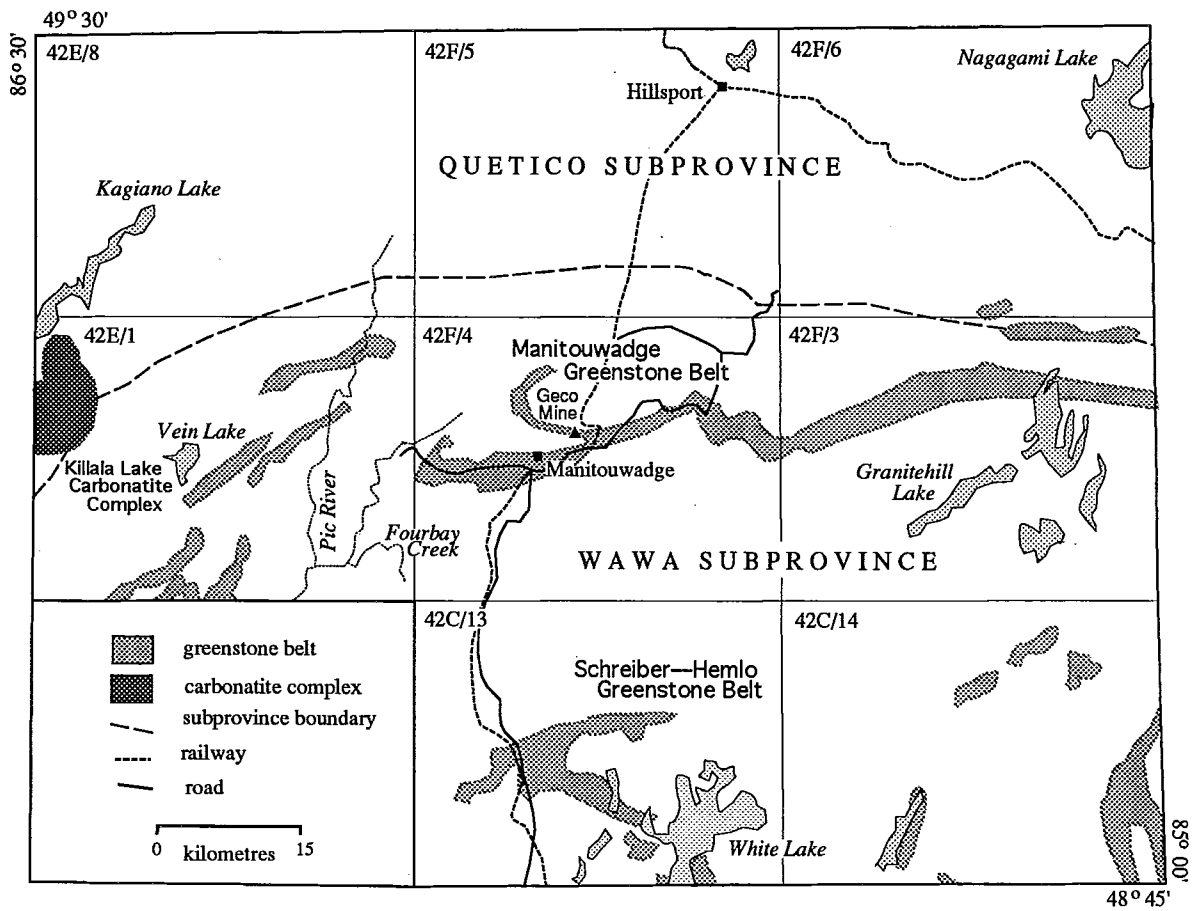 49° 30'
86° 30'
42E/8
42F/5
42F/6
Nagagami Lake
Hillsport
QUETICO SUBPROVINCE
Kagiano Lake
42E/1
42F/4
42F/3
Manitouwadge
Greenstone Belt
Geco
Mine
Vein Lake
Killala Lake
Carbonatite
Complex
Manitouwadge
Granitehill
Lake
Pic River
Fourbay
Creek
WAWA SUBPROVINCE
42C/13
42C/14
greenstone belt
carbonatite complex
subprovince boundary
railway
road
0 kilometres 15
Schreiber—Hemlo
Greenstone Belt
White Lake
85° 00'
48° 45'